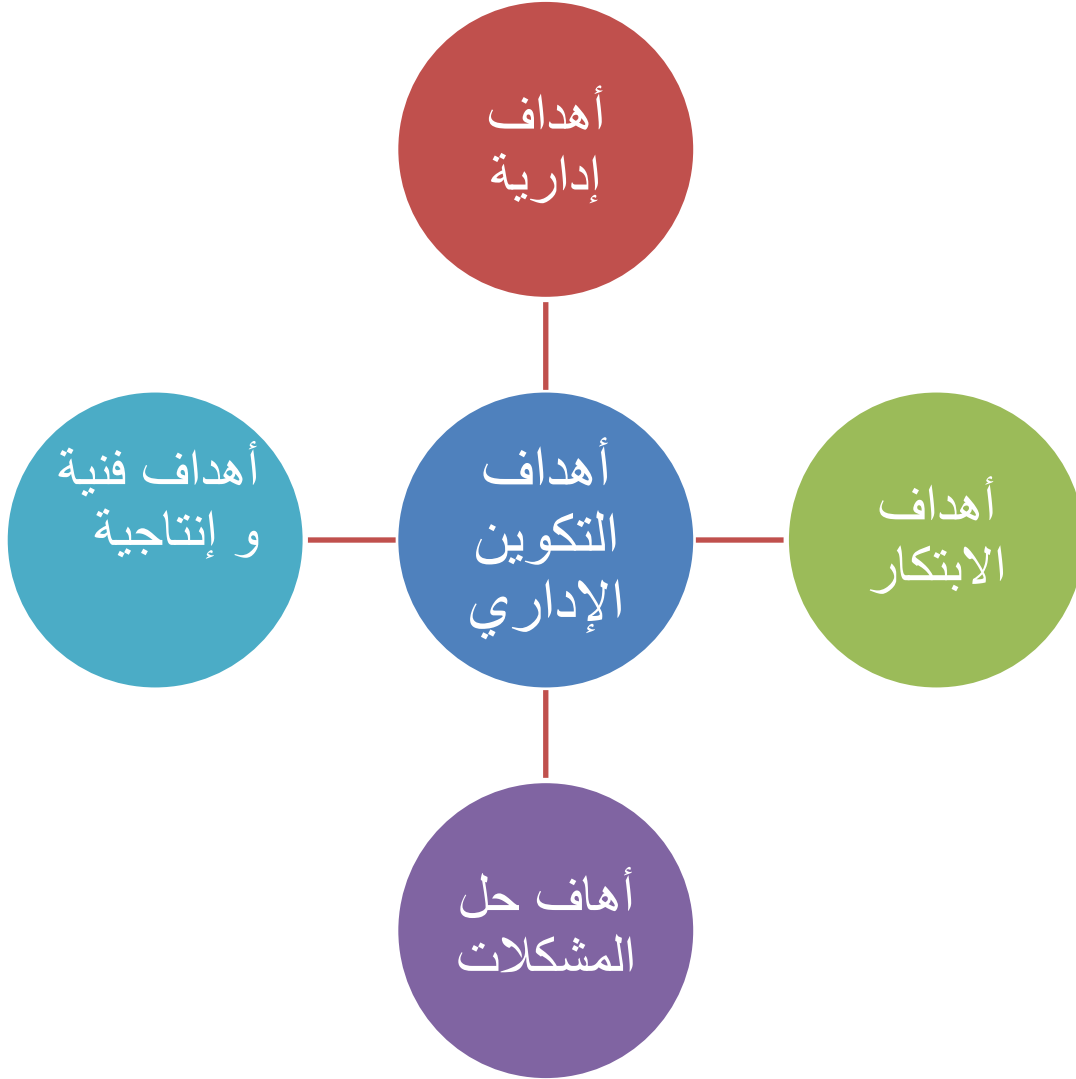 أهداف
إدارية
أهداف
التكوين
الإداري
أهداف
الابتكار
أهاف حل
المشكلات
أهداف فنية
و إنتاجية